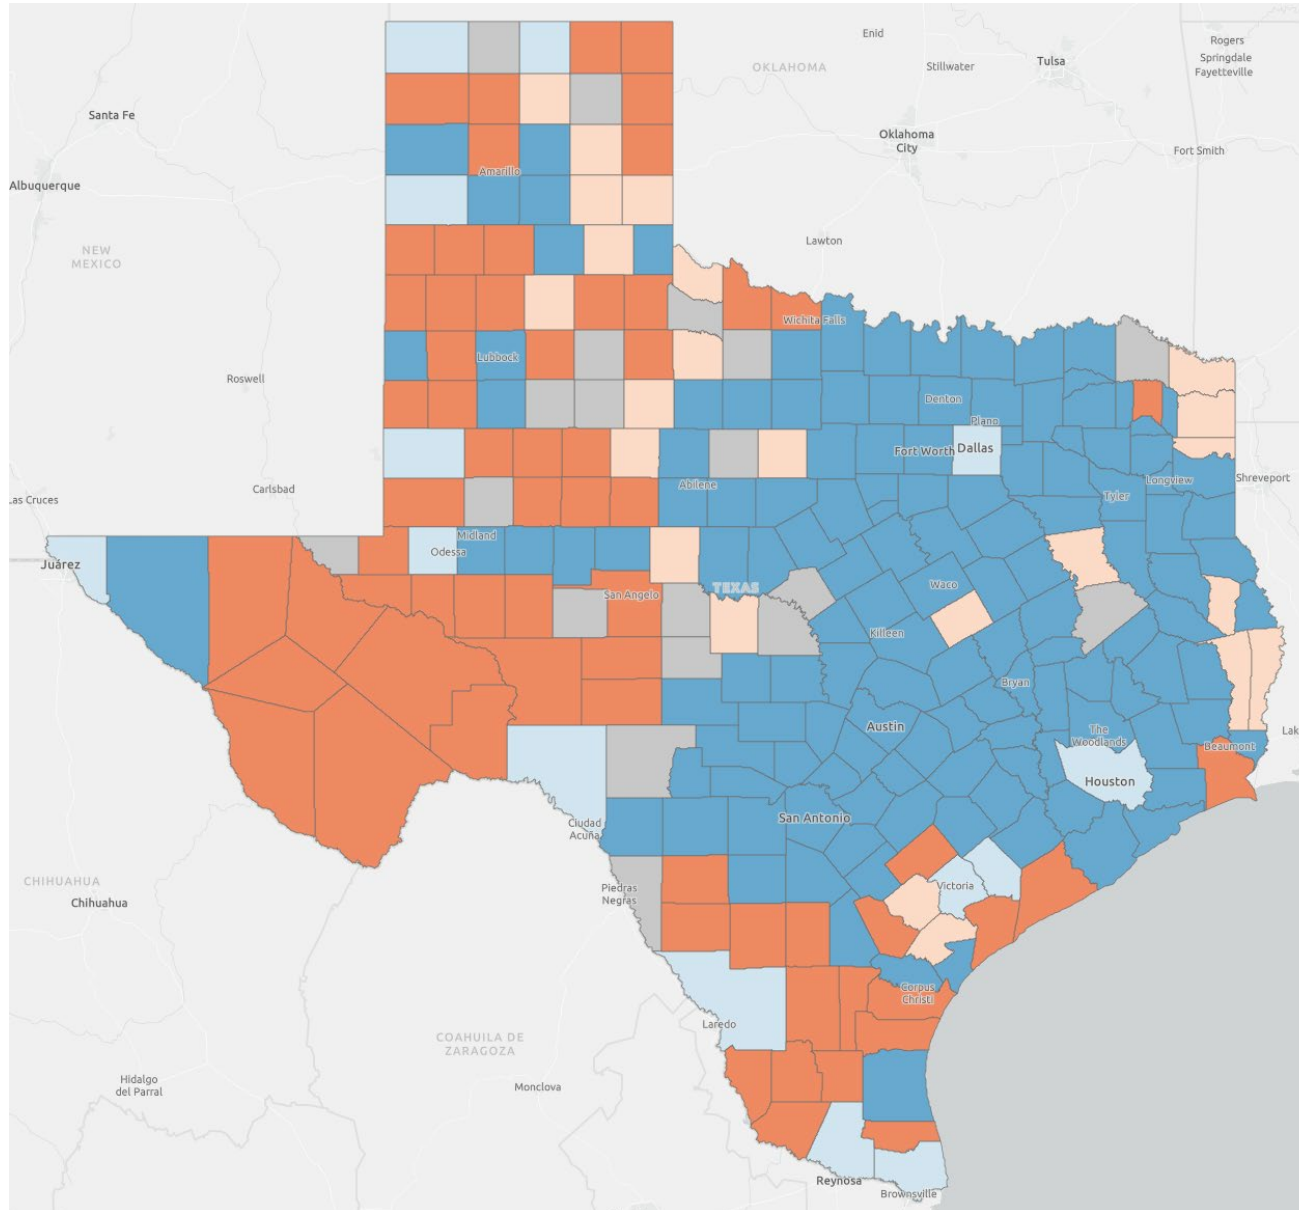 Enid
Rogers
Springdale
Fayetteville
Stillwater
Tulsa
OKLAHOMA
Santa Fe
Oklahoma
City
Fort Smith
Amarillo
Albuquerque
Lawton
NEW
MEXICO
Wichita Falls
Lubbock
Roswell
Denton
Plano
Fort Worth
Dallas
Las Cruces
Carlsbad
Abilene
Longview
Tyler
Shreveport
Midland
Odessa
Juárez
TEXAS
Waco
San Angelo
Killeen
Bryan
Austin
The
Woodlands
Beaumont
Lak
Houston
San Antonio
Ciudad
Acuña
CHIHUAHUA
Chihuahua
Piedras
Negras
Victoria
Corpus
Christi
Laredo
COAHUILA DE
ZARAGOZA
Hidalgo
del Parral
Monclova
Reynosa
Brownsville